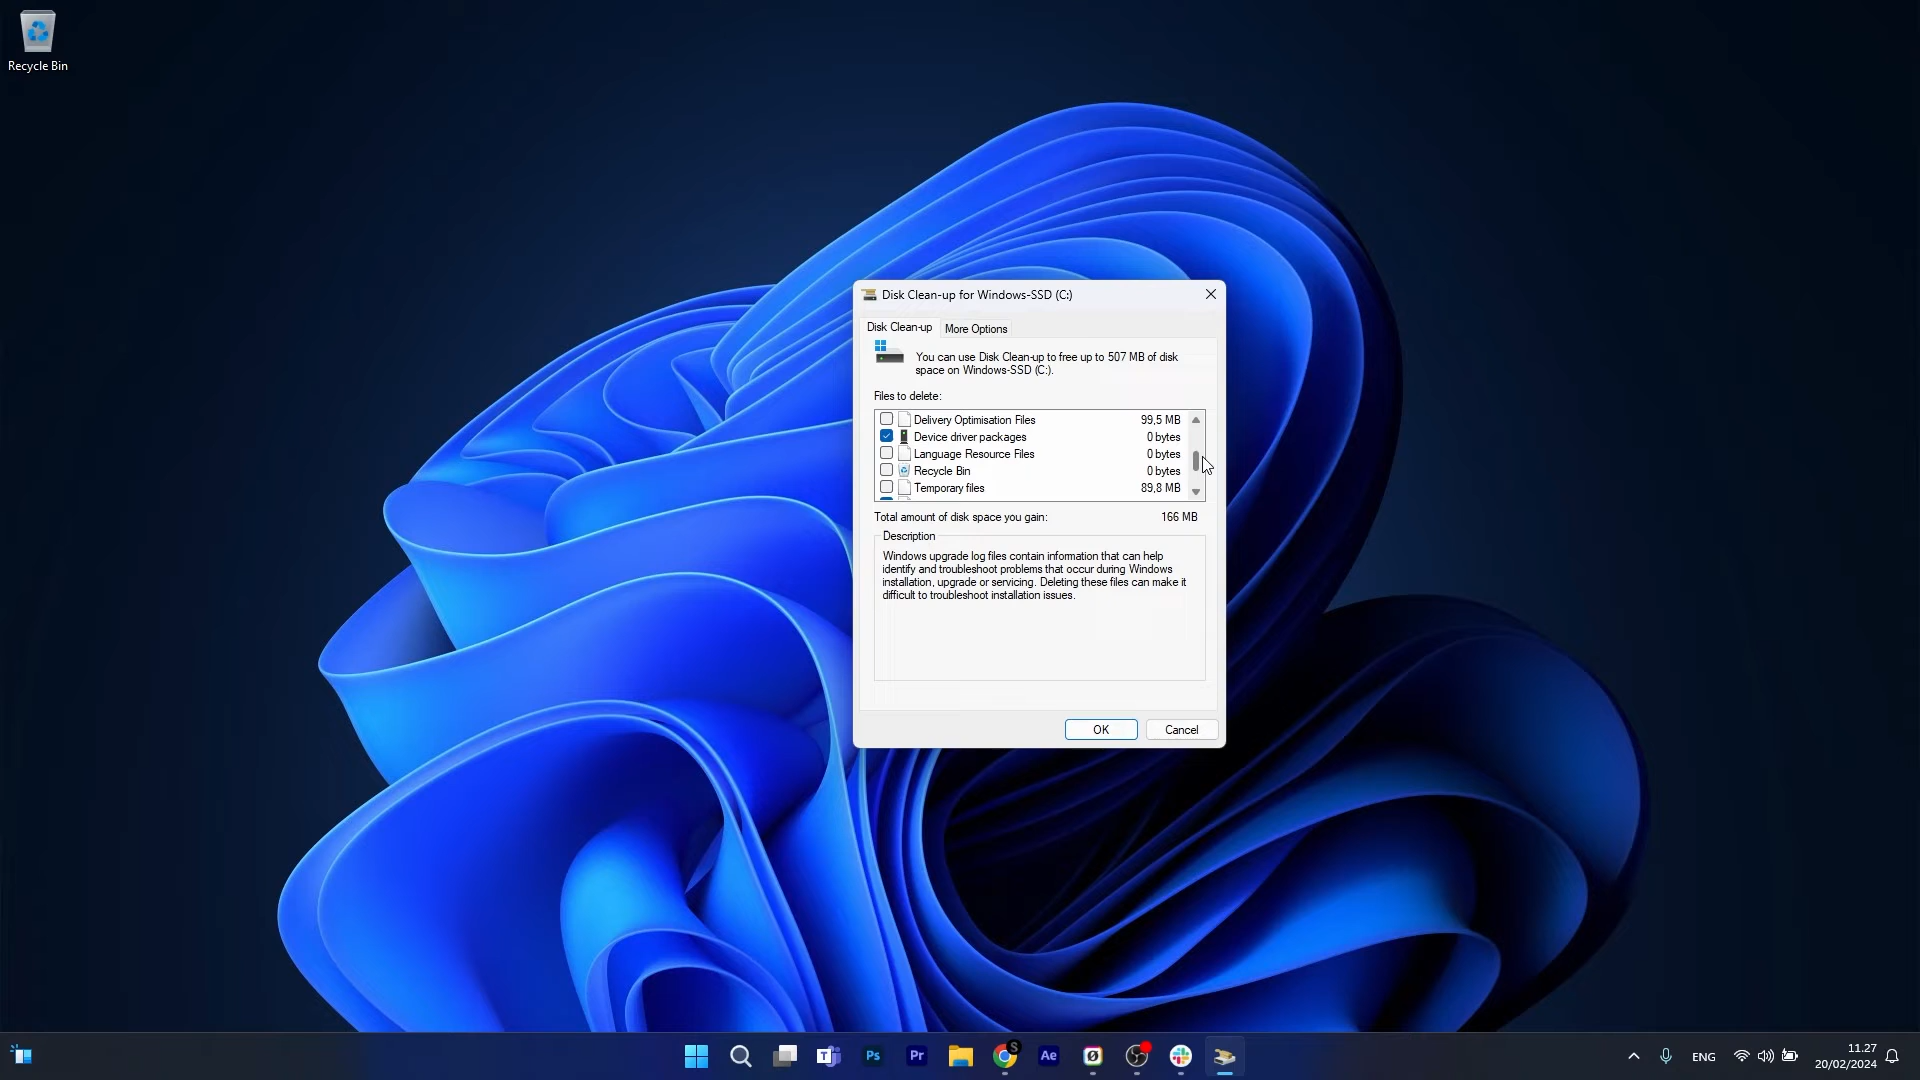 Recycle Bin
Disk Clean-up for Windows-SSD (C:)
Disk Clean-up
More Options
You can use Disk Clean-up to free up to 507 MB of disk
space on Windows-SSD (C:).
Files to delete:
Delivery Optimisation Files 99,5 MB
Device driver packages 0 bytes
Language Resource Files 0 bytes
Recycle Bin 0 bytes
Temporary files 89,8 MB
Total amount of disk space you gain: 166 MB
Description
Windows upgrade log files contain information that can help
identify and troubleshoot problems that occur during Windows
installation, upgrade or servicing. Deleting these files can make it
difficult to troubleshoot installation issues.
OK
Cancel
T
Ps
Pr
S
Ae
ENG
11.27
20/02/2024